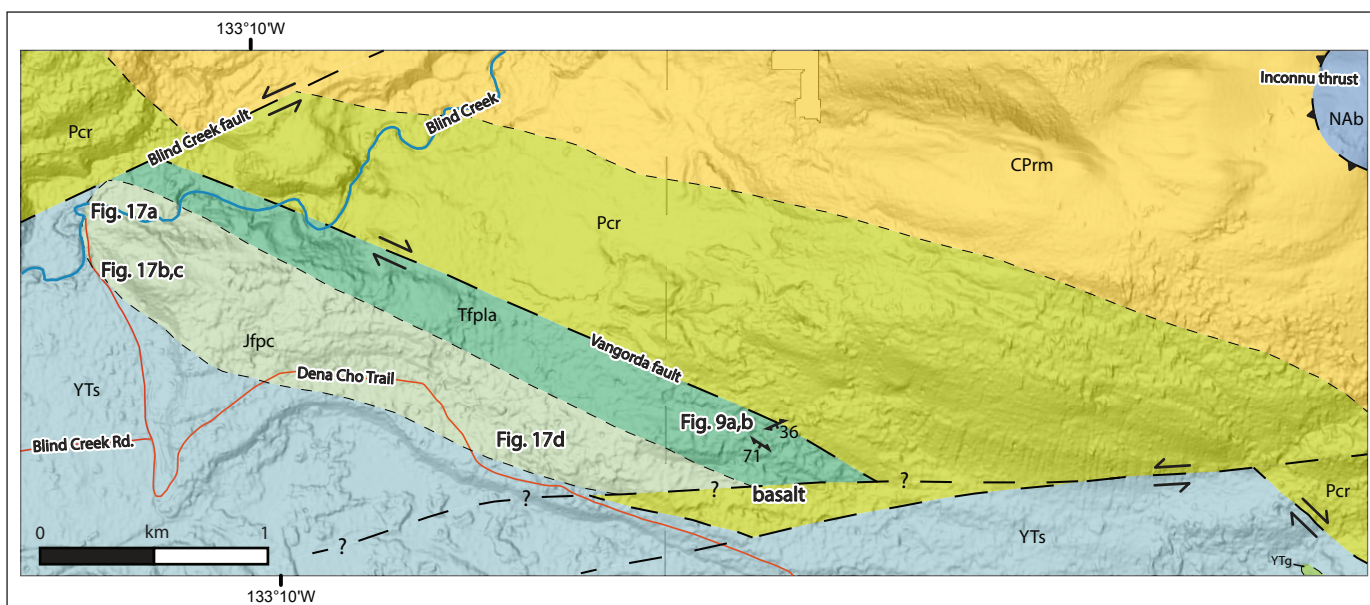 133°10'W
Inconnu thrust
NAb
Blind Creek
Pcr
Blind Creek fault
CPrm
Fig. 17a
Pcr
Fig. 17b,c
Tfpla
Jfpc
Vangorda fault
Dena Cho Trail
YTs
Fig. 9a,b
36
Blind Creek Rd.
Fig. 17d
71
?
?
?
basalt
Pcr
0
km
1
?
YTs
YTg
133°10'W